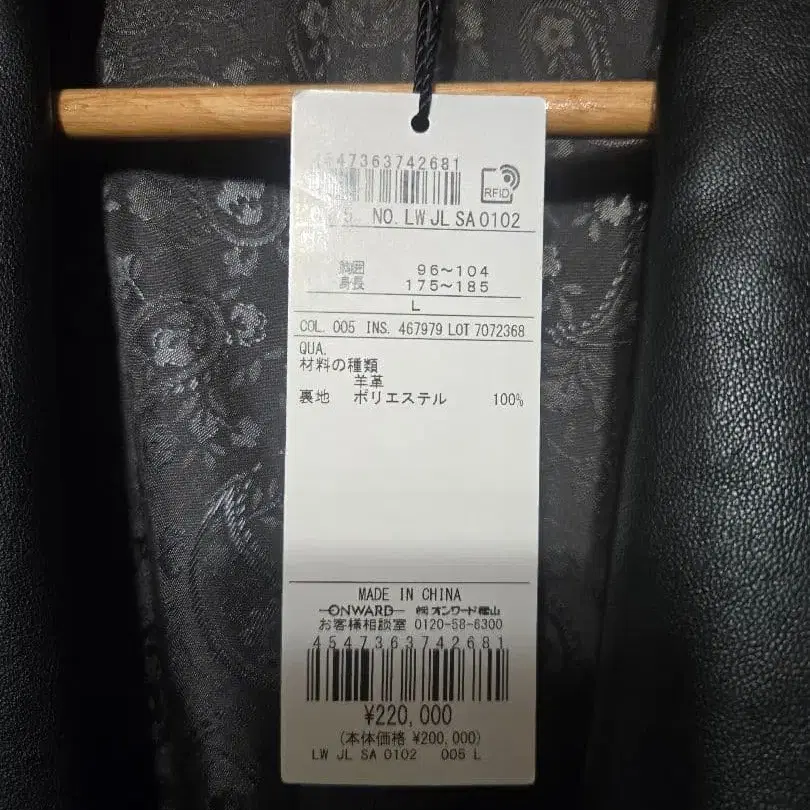 4547363742681
RFID
NO. LW JL SA 0102
胸囲 96~104
身長 175~185
L
COL. 005 INS. 467979 LOT 7072368
QUA.
材料の種類
羊革
裏地 ポリエステル 100%
MADE IN CHINA
ONWARD ㈱オンワード樫山
お客様相談室 0120-58-6300
4547363742681
¥220,000
(本体価格 ¥200,000)
LW JL SA 0102 005 L